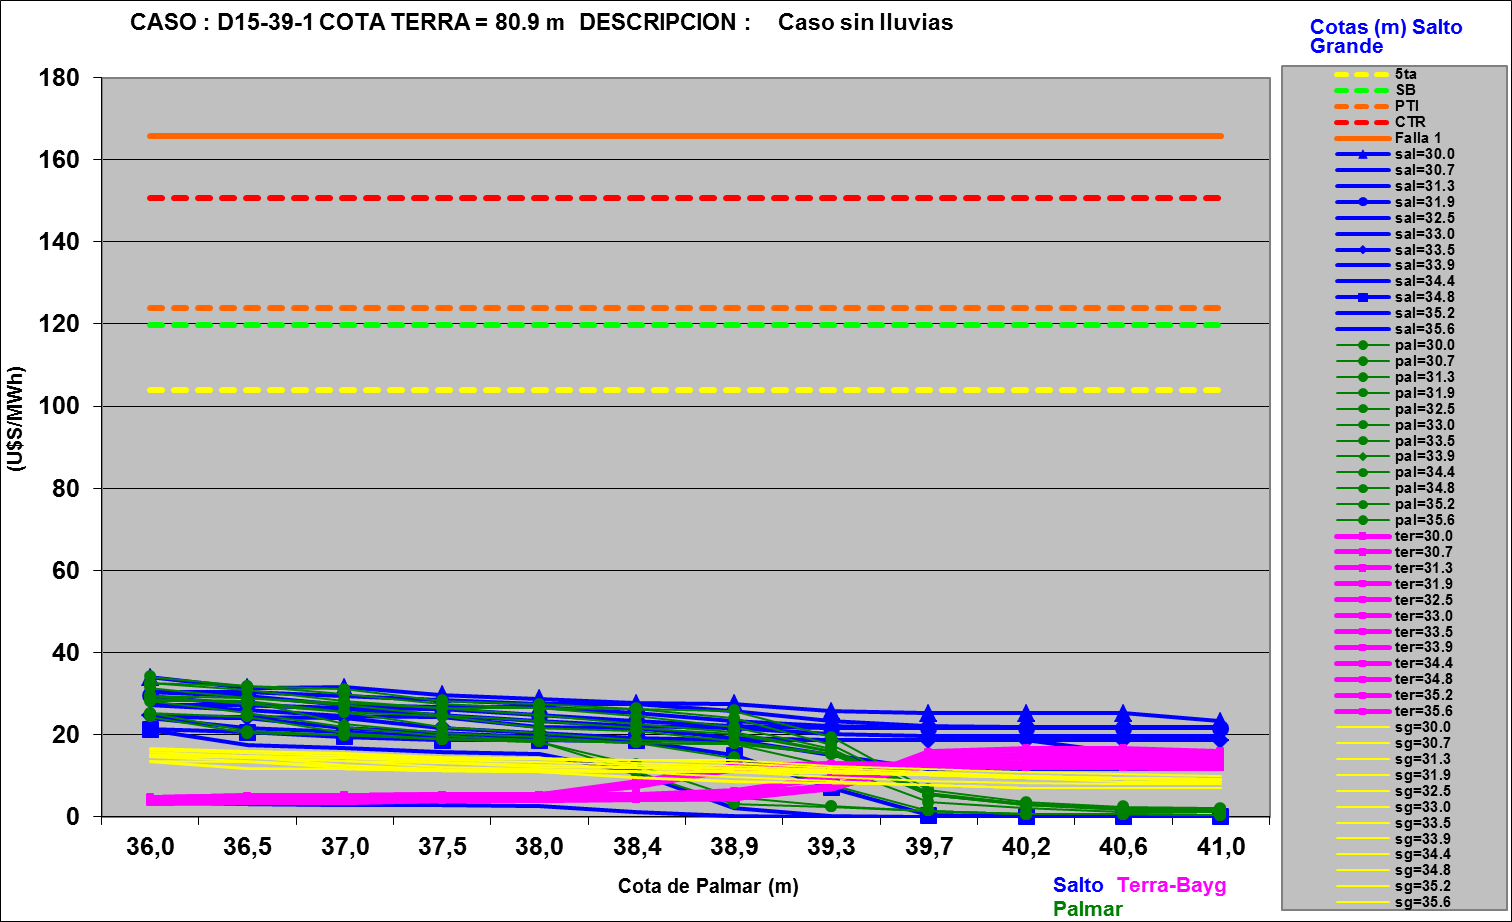 CASO : D15-39-1 COTA TERRA = 80.9 m DESCRIPCION : Caso sin lluvias
Cotas (m) Salto
Grande
180
160
140
120
100
80
60
40
20
0
(U$S/MWh)
36,0 36,5 37,0 37,5 38,0 38,4 38,9 39,3 39,7 40,2 40,6 41,0
Cota de Palmar (m)
Salto Terra-Bayg
Palmar
5ta
SB
PTI
CTR
Falla 1
sal=30.0
sal=30.7
sal=31.3
sal=31.9
sal=32.5
sal=33.0
sal=33.5
sal=33.9
sal=34.4
sal=34.8
sal=35.2
sal=35.6
pal=30.0
pal=30.7
pal=31.3
pal=31.9
pal=32.5
pal=33.0
pal=33.5
pal=33.9
pal=34.4
pal=34.8
pal=35.2
pal=35.6
ter=30.0
ter=30.7
ter=31.3
ter=31.9
ter=32.5
ter=33.0
ter=33.5
ter=33.9
ter=34.4
ter=34.8
ter=35.2
ter=35.6
sg=30.0
sg=30.7
sg=31.3
sg=31.9
sg=32.5
sg=33.0
sg=33.5
sg=33.9
sg=34.4
sg=34.8
sg=35.2
sg=35.6